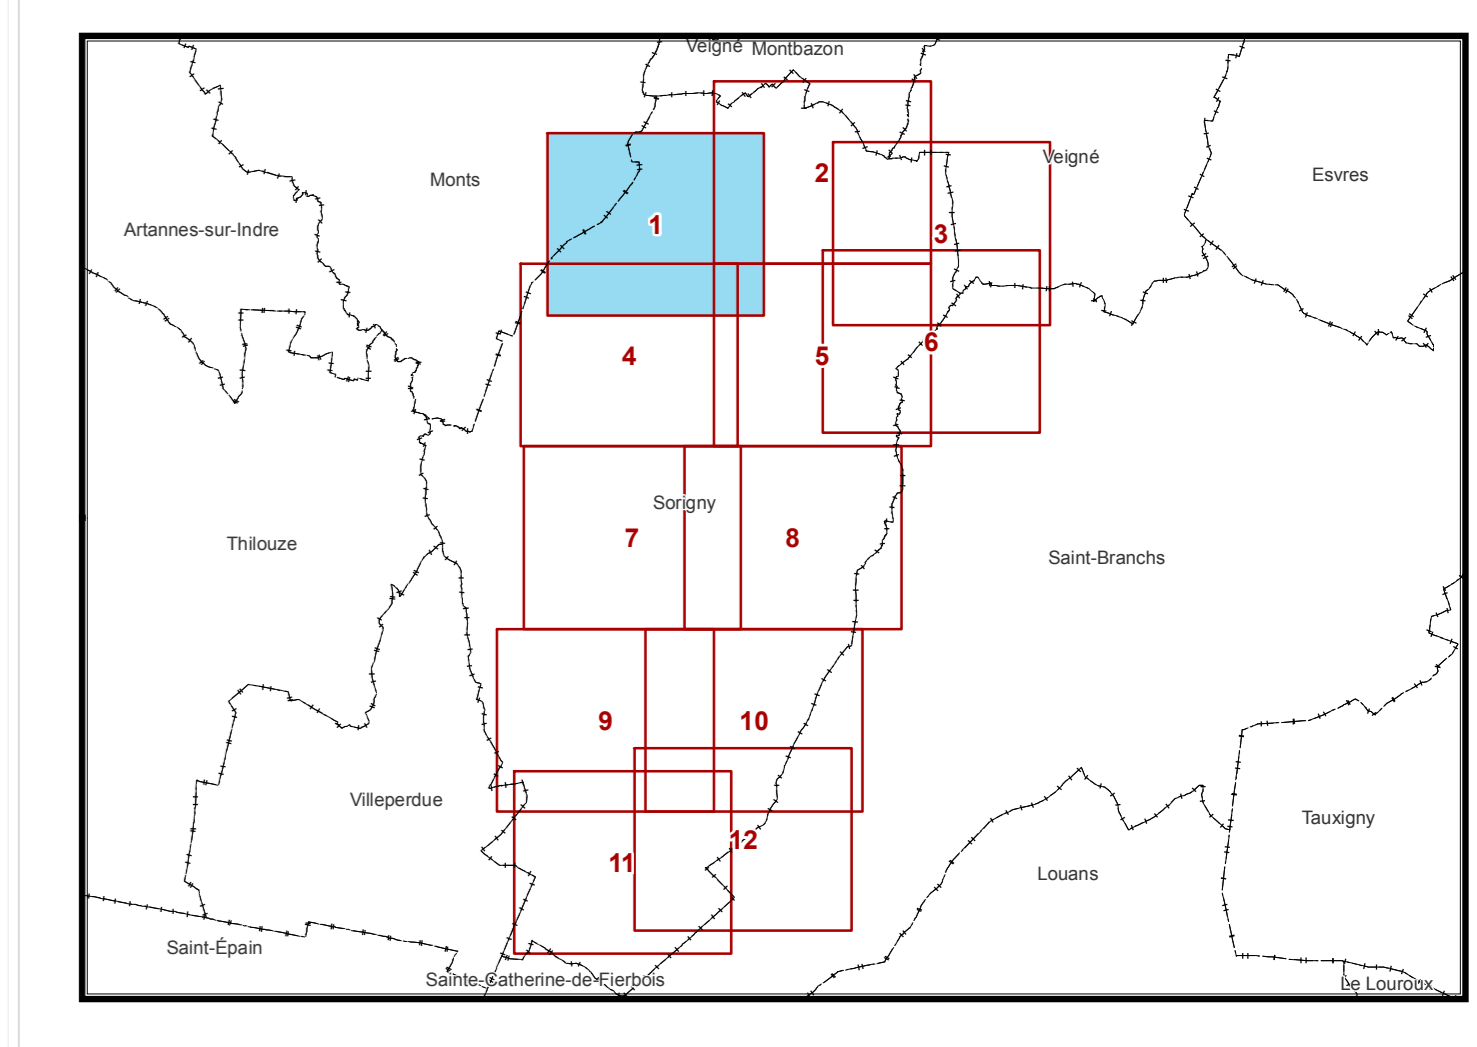 Veigné Montbazon
Monts
2
Veigné
Esvres
Artannes-sur-Indre
1
3
4
5
6
Sorigny
Thilouze
7
8
Saint-Branchs
9
10
Villeperdue
Tauxigny
11
12
Louans
Saint-Épain
Sainte-Catherine-de-Fierbois
Le Louroux